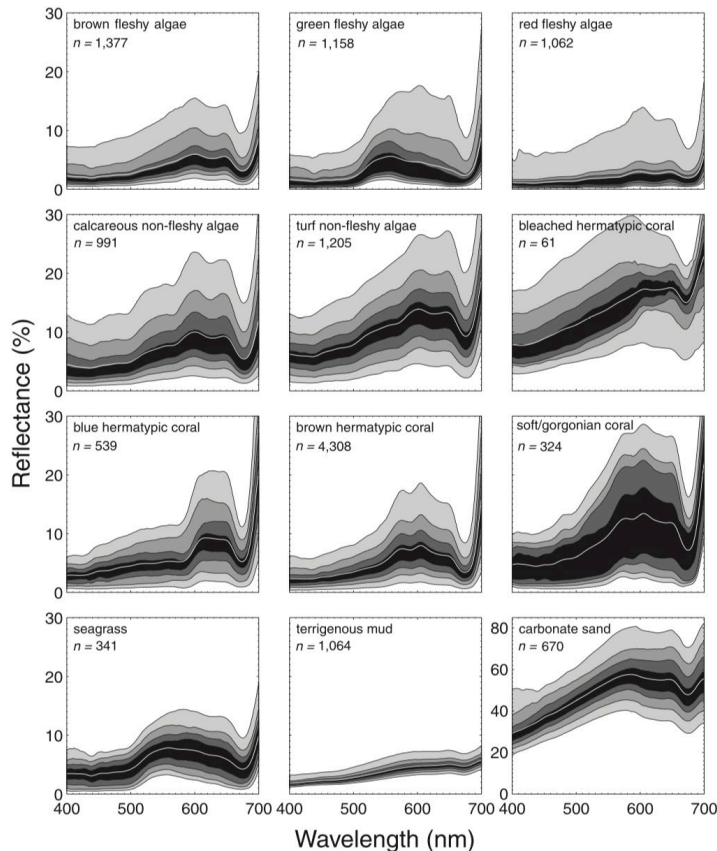 brown fleshy algae
n = 1,377
green fleshy algae
n = 1,158
red fleshy algae
n = 1,062
30
20
10
0
calcareous non-fleshy algae
n = 991
turf non-fleshy algae
n = 1,205
bleached hermatypic coral
n = 61
30
20
10
0
blue hermatypic coral
n = 539
brown hermatypic coral
n = 4,308
soft/gorgonian coral
n = 324
30
20
10
0
seagrass
n = 341
terrigenous mud
n = 1,064
carbonate sand
n = 670
30
20
10
0
80
60
40
20
0
400 500 600 700
400 500 600 700
400 500 600 700
Reflectance (%)
Wavelength (nm)